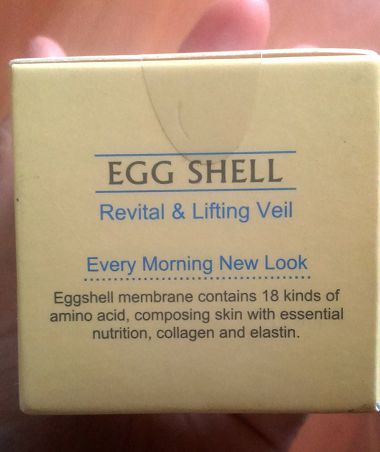 EGG SHELL
Revital & Lifting Veil
Every Morning New Look
Eggshell membrane contains 18 kinds of
amino acid, composing skin with essential
nutrition, collagen and elastin.